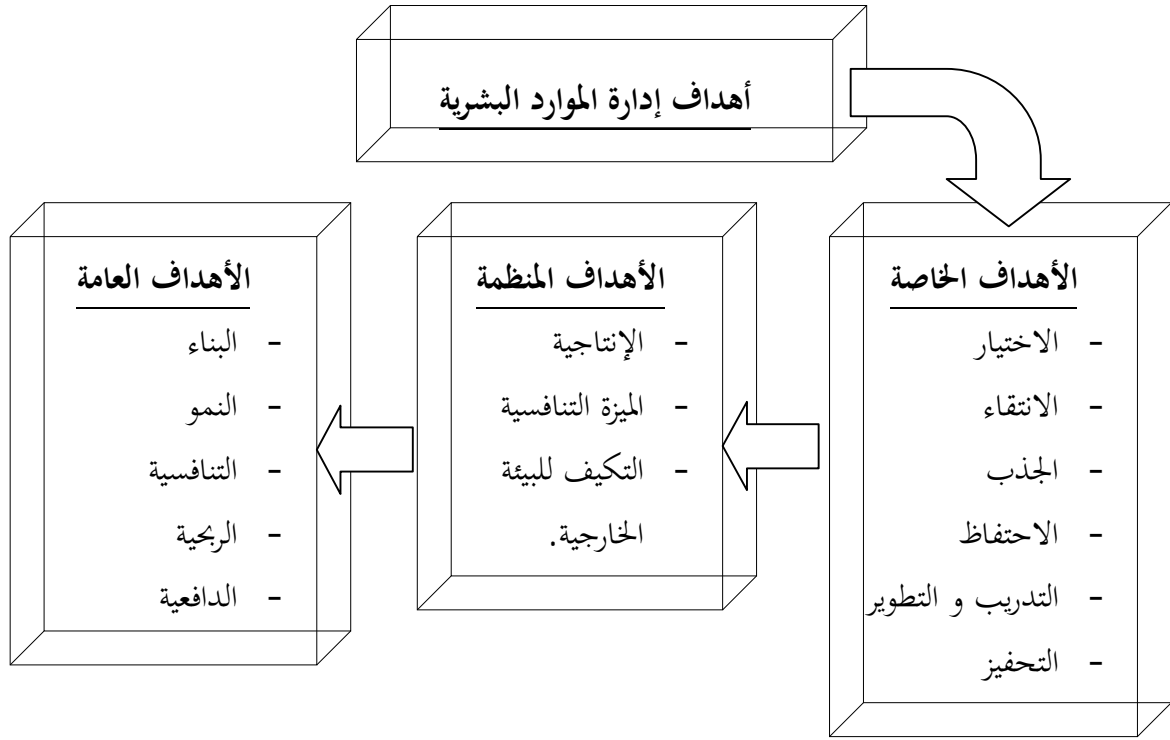 أهداف إدارة الموارد البشرية
الأهداف الخاصة
- الاختيار
- الانتقاء
- الجذب
- الاحتفاظ
- التدريب و التطوير
- التحفيز
الأهداف المنظمة
- الإنتاجية
- الميزة التنافسية
- التكيف للبيئة
الخارجية.
الأهداف العامة
- البناء
- النمو
- التنافسية
- الربحية
- الدافعية